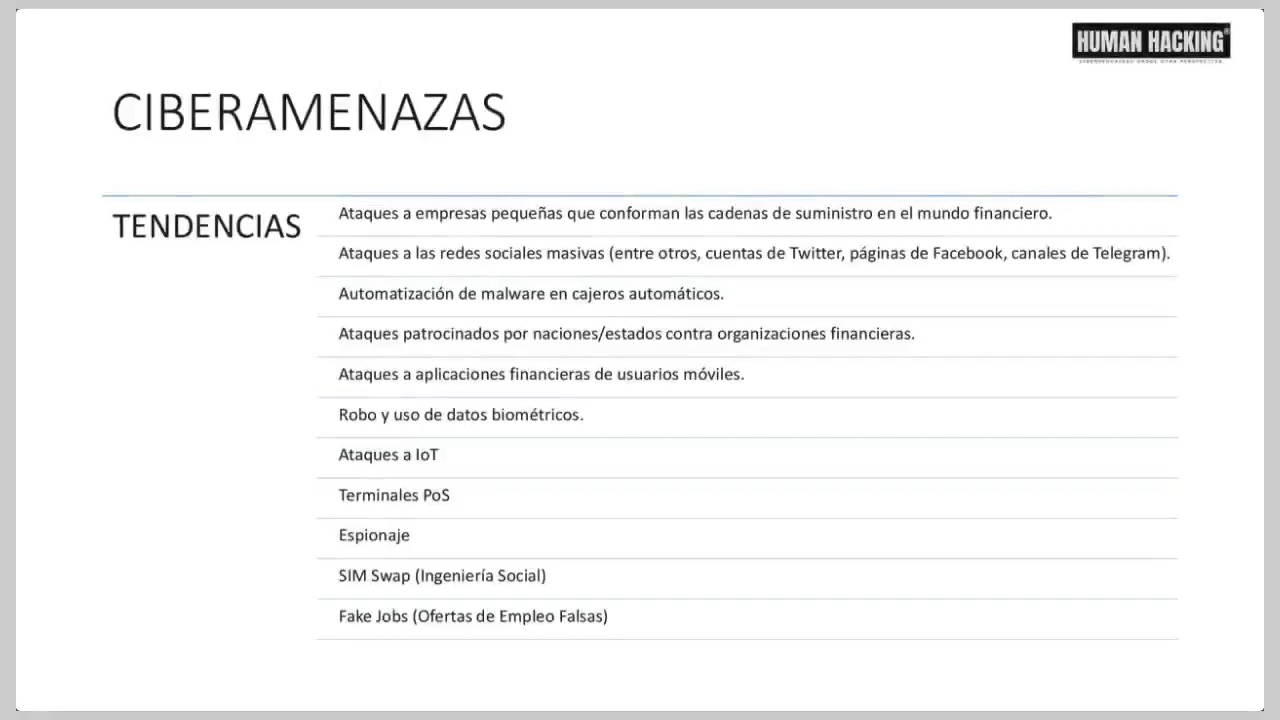 HUMAN HACKING
CIBERAMENAZAS
TENDENCIAS
Ataques a empresas pequeñas que conforman las cadenas de suministro en el mundo financiero.
Ataques a las redes sociales masivas (entre otros, cuentas de Twitter, páginas de Facebook, canales de Telegram).
Automatización de malware en cajeros automáticos.
Ataques patrocinados por naciones/estados contra organizaciones financieras.
Ataques a aplicaciones financieras de usuarios móviles.
Robo y uso de datos biométricos.
Ataques a IoT
Terminales PoS
Espionaje
SIM Swap (Ingeniería Social)
Fake Jobs (Ofertas de Empleo Falsas)